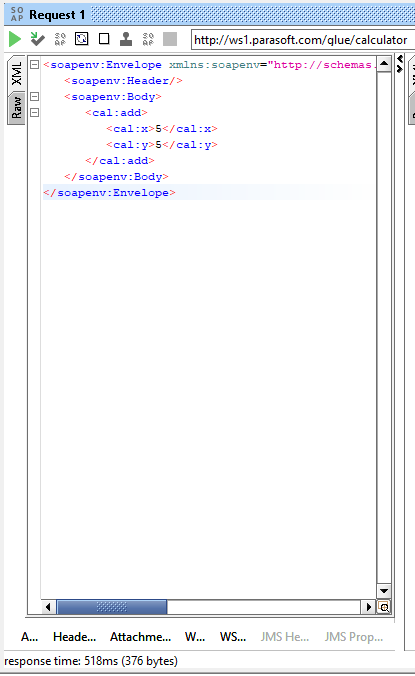 SO AP Request 1
http://ws1.parasoft.com/glue/calculator
XML
Raw
<soapenv:Envelope xmlns:soapenv="http://schemas.
<soapenv:Header/>
<soapenv:Body>
<cal:add>
<cal:x>5</cal:x>
<cal:y>5</cal:y>
</cal:add>
</soapenv:Body>
</soapenv:Envelope>
A... Heade... Attachme... W... WS... JMS He... JMS Prop...
response time: 518ms (376 bytes)